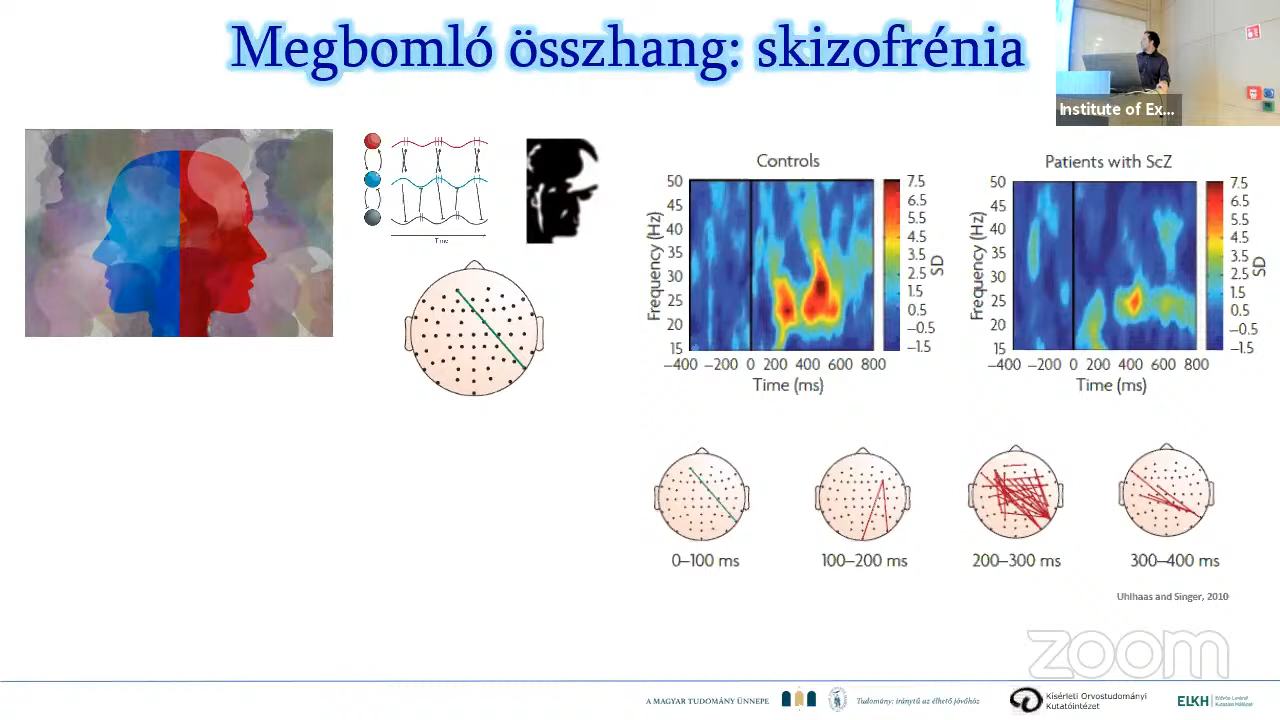 Megbomló összhang: skizofrénia
Institute of Ex...
Time
Controls
50
45
40
35
30
25
20
15
Frequency (Hz)
−400 −200 0 200 400 600 800
Time (ms)
7.5
6.5
5.5
4.5
3.5
2.5
1.5
0.5
−0.5
−1.5
SD
Patients with ScZ
50
45
40
35
30
25
20
15
Frequency (Hz)
−400 −200 0 200 400 600 800
Time (ms)
7.5
6.5
5.5
4.5
3.5
2.5
1.5
0.5
−0.5
−1.5
SD
0–100 ms
100–200 ms
200–300 ms
300–400 ms
Uhlhaas and Singer, 2010
zoom
A MAGYAR TUDOMÁNY ÜNNEPE
Tudomány: iránytű az élhető jövőhöz
Kísérleti Orvostudományi
Kutatóintézet
ELKH
Eötvös Loránd
Kutatási Hálózat